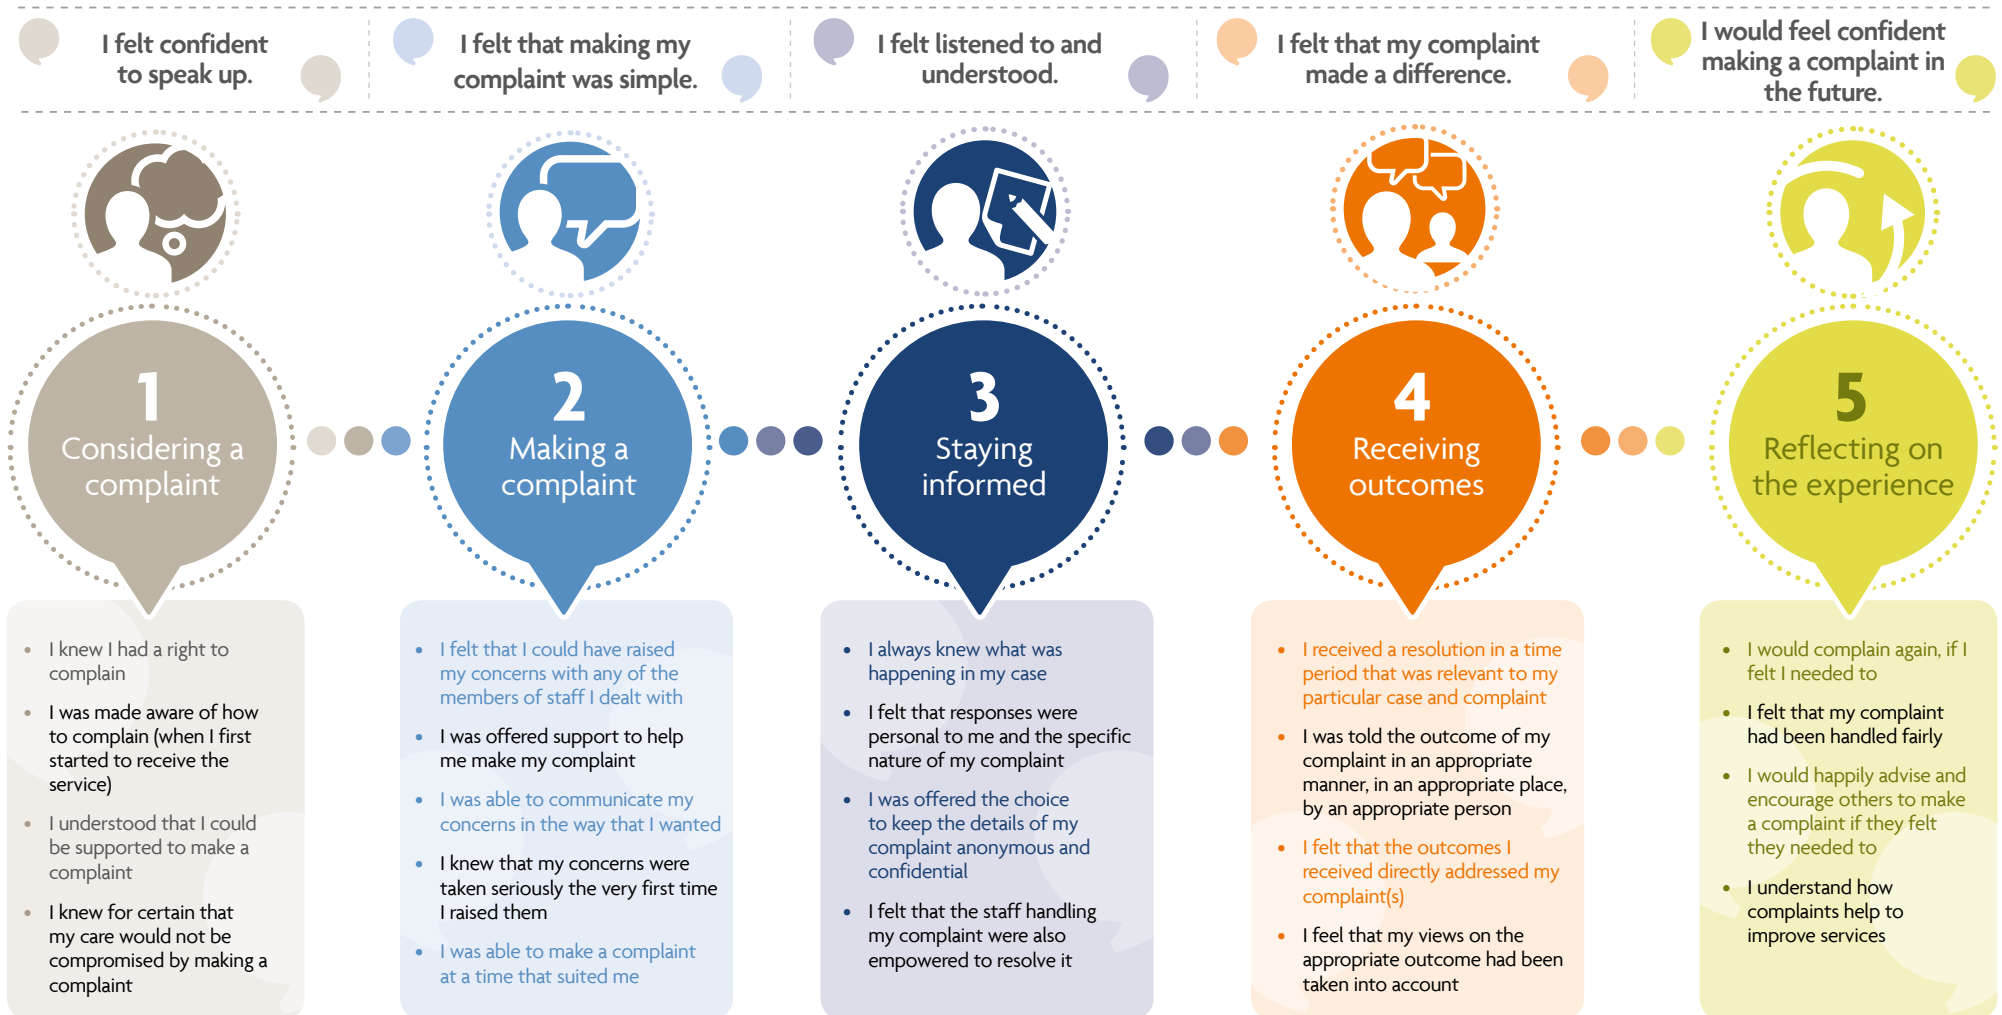 I felt confident
to speak up.
I felt that making my
complaint was simple.
I felt listened to and
understood.
I felt that my complaint
made a difference.
I would feel confident
making a complaint in
the future.
1
Considering a
complaint
2
Making a
complaint
3
Staying
informed
4
Receiving
outcomes
5
Reflecting on
the experience
• I knew I had a right to
complain
• I was made aware of how
to complain (when I first
started to receive the
service)
• I understood that I could
be supported to make a
complaint
• I knew for certain that
my care would not be
compromised by making a
complaint
• I felt that I could have raised
my concerns with any of the
members of staff I dealt with
• I was offered support to help
me make my complaint
• I was able to communicate my
concerns in the way that I wanted
• I knew that my concerns were
taken seriously the very first time
I raised them
• I was able to make a complaint
at a time that suited me
• I always knew what was
happening in my case
• I felt that responses were
personal to me and the specific
nature of my complaint
• I was offered the choice
to keep the details of my
complaint anonymous and
confidential
• I felt that the staff handling
my complaint were also
empowered to resolve it
• I received a resolution in a time
period that was relevant to my
particular case and complaint
• I was told the outcome of my
complaint in an appropriate
manner, in an appropriate place,
by an appropriate person
• I felt that the outcomes I
received directly addressed my
complaint(s)
• I feel that my views on the
appropriate outcome had been
taken into account
• I would complain again, if I
felt I needed to
• I felt that my complaint
had been handled fairly
• I would happily advise and
encourage others to make
a complaint if they felt
they needed to
• I understand how
complaints help to
improve services